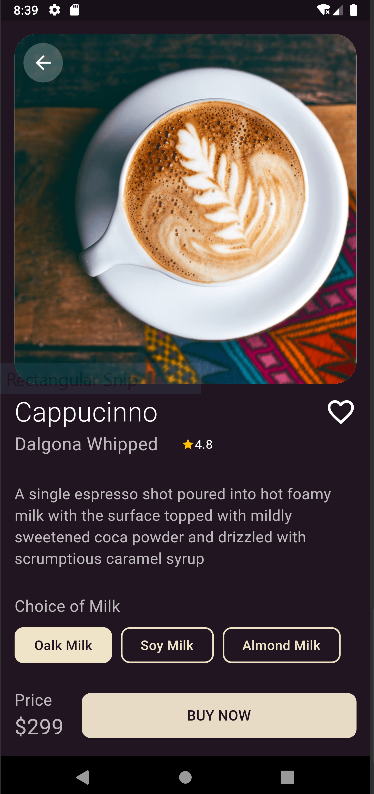 8:39
Rectangular Snip
Cappucinno
Dalgona Whipped 4.8
A single espresso shot poured into hot foamy
milk with the surface topped with mildly
sweetened coca powder and drizzled with
scrumptious caramel syrup
Choice of Milk
Oalk Milk Soy Milk Almond Milk
Price
$299
BUY NOW